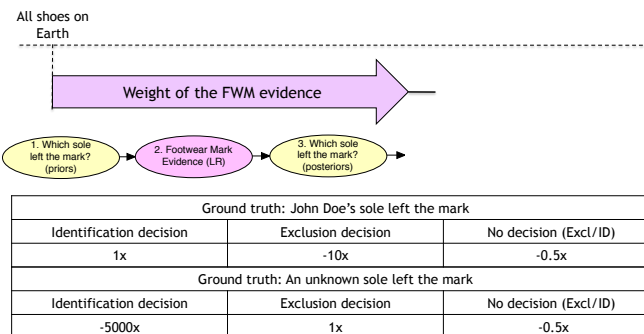 All shoes on
Earth
Weight of the FWM evidence
1. Which sole
left the mark?
(priors)
2. Footwear Mark
Evidence (LR)
3. Which sole
left the mark?
(posteriors)
Ground truth: John Doe's sole left the mark
Identification decision Exclusion decision No decision (Excl/ID)
1x -10x -0.5x
Ground truth: An unknown sole left the mark
Identification decision Exclusion decision No decision (Excl/ID)
-5000x 1x -0.5x